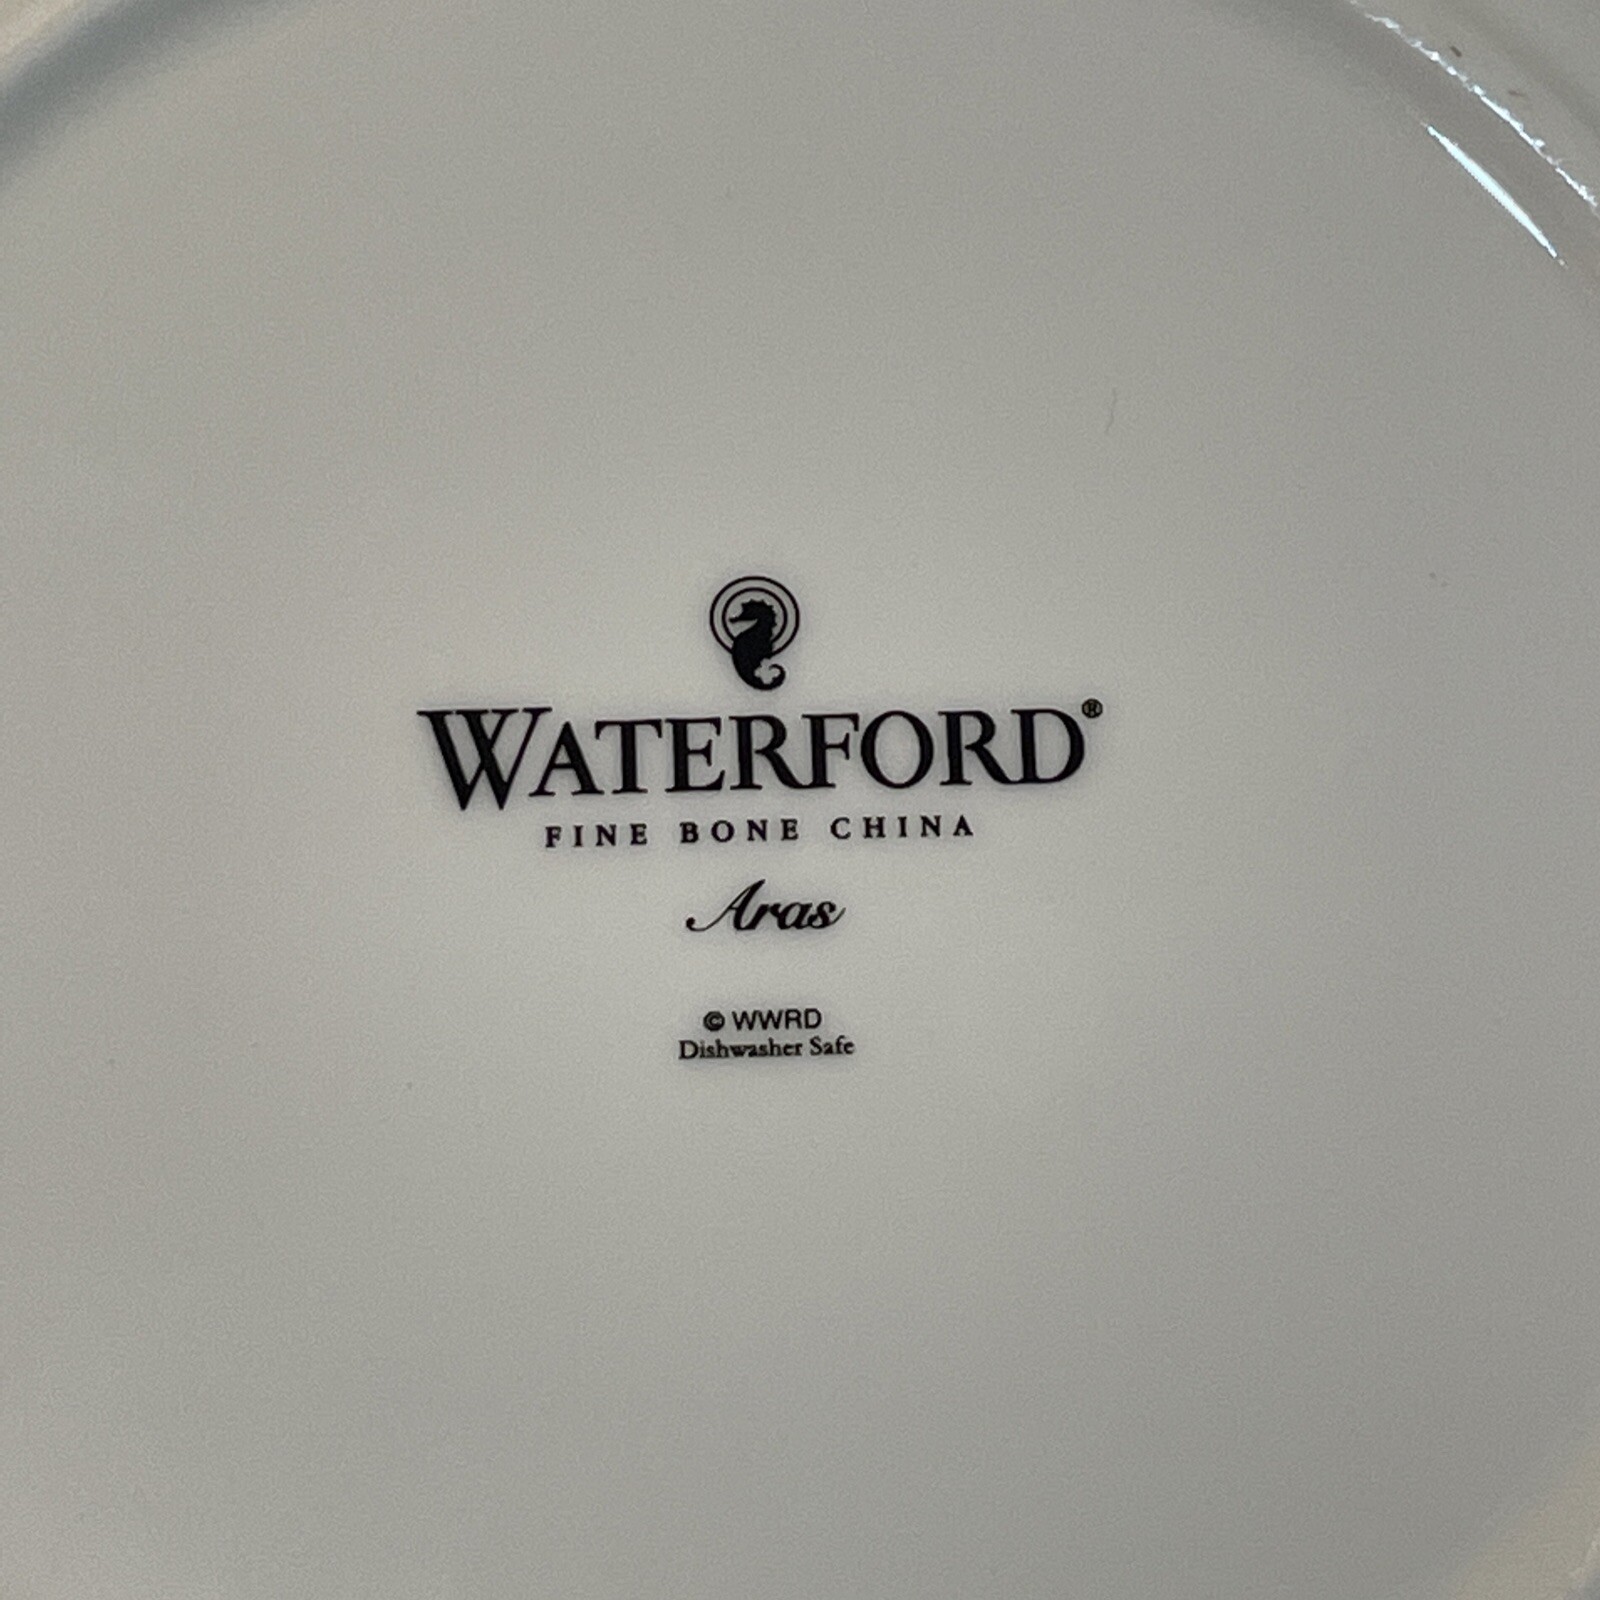 WATERFORD®
FINE BONE CHINA
Aras
© WWRD
Dishwasher Safe